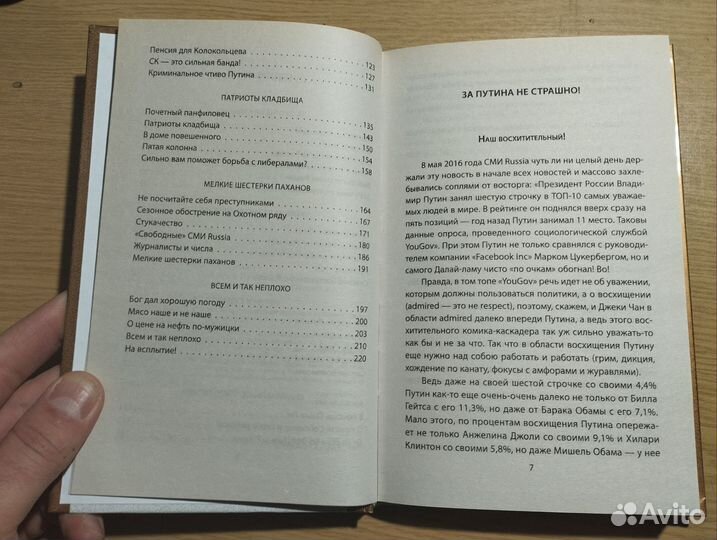 Пенсия для Колокольцева . . . . . . . . . . . . . . . . . . . . . . . . 123
СК — это сильная банда! . . . . . . . . . . . . . . . . . . . . . . . . 127
Криминальное чтиво Путина . . . . . . . . . . . . . . . . . . . . . 131
ПАТРИОТЫ КЛАДБИЩА
Почетный панфиловец . . . . . . . . . . . . . . . . . . . . . . . . . . 135
Патриоты кладбища . . . . . . . . . . . . . . . . . . . . . . . . . . . . 143
В доме повешенного . . . . . . . . . . . . . . . . . . . . . . . . . . . 150
Пятая колонна . . . . . . . . . . . . . . . . . . . . . . . . . . . . . . . . 154
Сильно вам поможет борьба с либералами? . . . . . . . . . 158
МЕЛКИЕ ШЕСТЕРКИ ПАХАНОВ
Не посчитайте себя преступниками . . . . . . . . . . . . . . . 164
Сезонное обострение на Охотном ряду . . . . . . . . . . . . 167
Стукачество . . . . . . . . . . . . . . . . . . . . . . . . . . . . . . . . . . 171
«Свободные» СМИ Russia . . . . . . . . . . . . . . . . . . . . . . . . 180
Журналисты и числа . . . . . . . . . . . . . . . . . . . . . . . . . . . 186
Мелкие шестерки паханов . . . . . . . . . . . . . . . . . . . . . . 191
ВСЕМ И ТАК НЕПЛОХО
Бог дал хорошую погоду . . . . . . . . . . . . . . . . . . . . . . . . 197
Мясо наше и не наше . . . . . . . . . . . . . . . . . . . . . . . . . . 200
О цене на нефть по-мужицки . . . . . . . . . . . . . . . . . . . . 203
Всем и так неплохо . . . . . . . . . . . . . . . . . . . . . . . . . . . . 210
На всплытие! . . . . . . . . . . . . . . . . . . . . . . . . . . . . . . . . . 220
ЗА ПУТИНА НЕ СТРАШНО!
Наш восхитительный!
8 мая 2016 года СМИ Russia чуть ли ни целый день дер-
жали эту новость в начале всех новостей и массово захле-
бывались соплями от восторга: «Президент России Влади-
мир Путин занял шестую строчку в ТОП-10 самых уважае-
мых людей в мире. В рейтинге он поднялся вверх сразу на
пять позиций — год назад Путин занимал 11 место. Таковы
данные опроса, проведенного социологической службой
YouGov». При этом Путин не только сравнялся с руководи-
телем компании «Facebook Inc» Марком Цукербергом, но и
самого Далай-ламу чисто «по очкам» обогнал! Во!
Правда, в том топе «YouGov» речь идет не об уважении,
которым должны пользоваться политики, а о восхищении
(admired — это не respect), поэтому, скажем, и Джеки Чан в
области admired далеко впереди Путина, а ведь этого вос-
хитительного комика-каскадера так уж сильно уважать-то
как бы и не за что. Так что в области восхищения Путину
еще нужно над собою работать и работать (грим, дикция,
хождение по канату, фокусы с амфорами и журавлями).
Ведь даже на своей шестой строчке со своими 4,4%
Путин как-то еще очень-очень далеко не только от Билла
Гейтса с его 11,3%, но даже от Барака Обамы с его 7,1%.
Мало этого, по процентам восхищения Путина опережа-
ет не только Анжелина Джоли со своими 9,1% и Хилари
Клинтон со своими 5,8%, но даже Мишель Обама — у нее
7
Avito